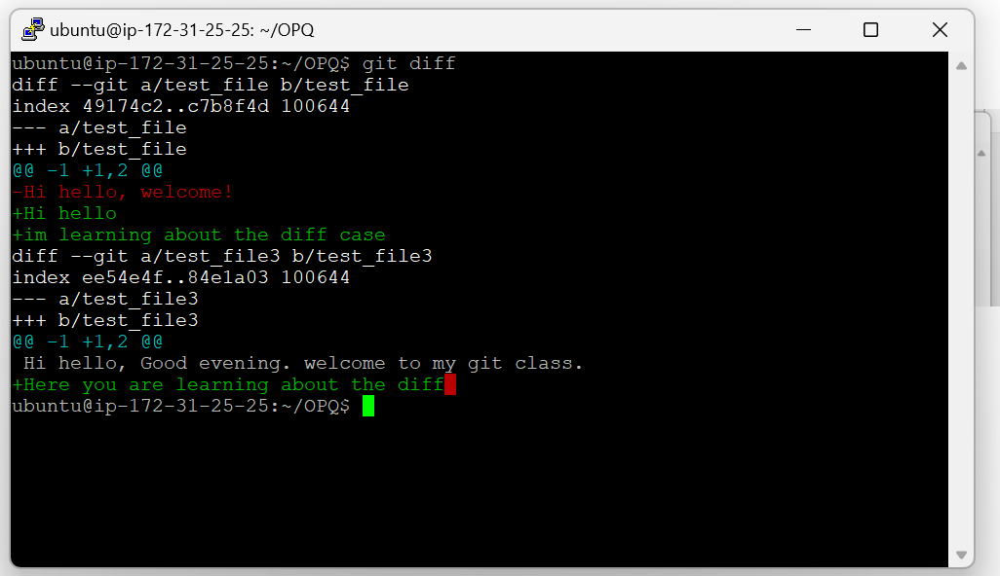 ubuntu@ip-172-31-25-25: ~/OPQ
ubuntu@ip-172-31-25-25:~/OPQ$ git diff
diff --git a/test_file b/test_file
index 49174c2..c7b8f4d 100644
--- a/test_file
+++ b/test_file
@@ -1 +1,2 @@
-Hi hello, welcome!
+Hi hello
+im learning about the diff case
diff --git a/test_file3 b/test_file3
index ee54e4f..84e1a03 100644
--- a/test_file3
+++ b/test_file3
@@ -1 +1,2 @@
 Hi hello, Good evening. welcome to my git class.
+Here you are learning about the diff
ubuntu@ip-172-31-25-25:~/OPQ$